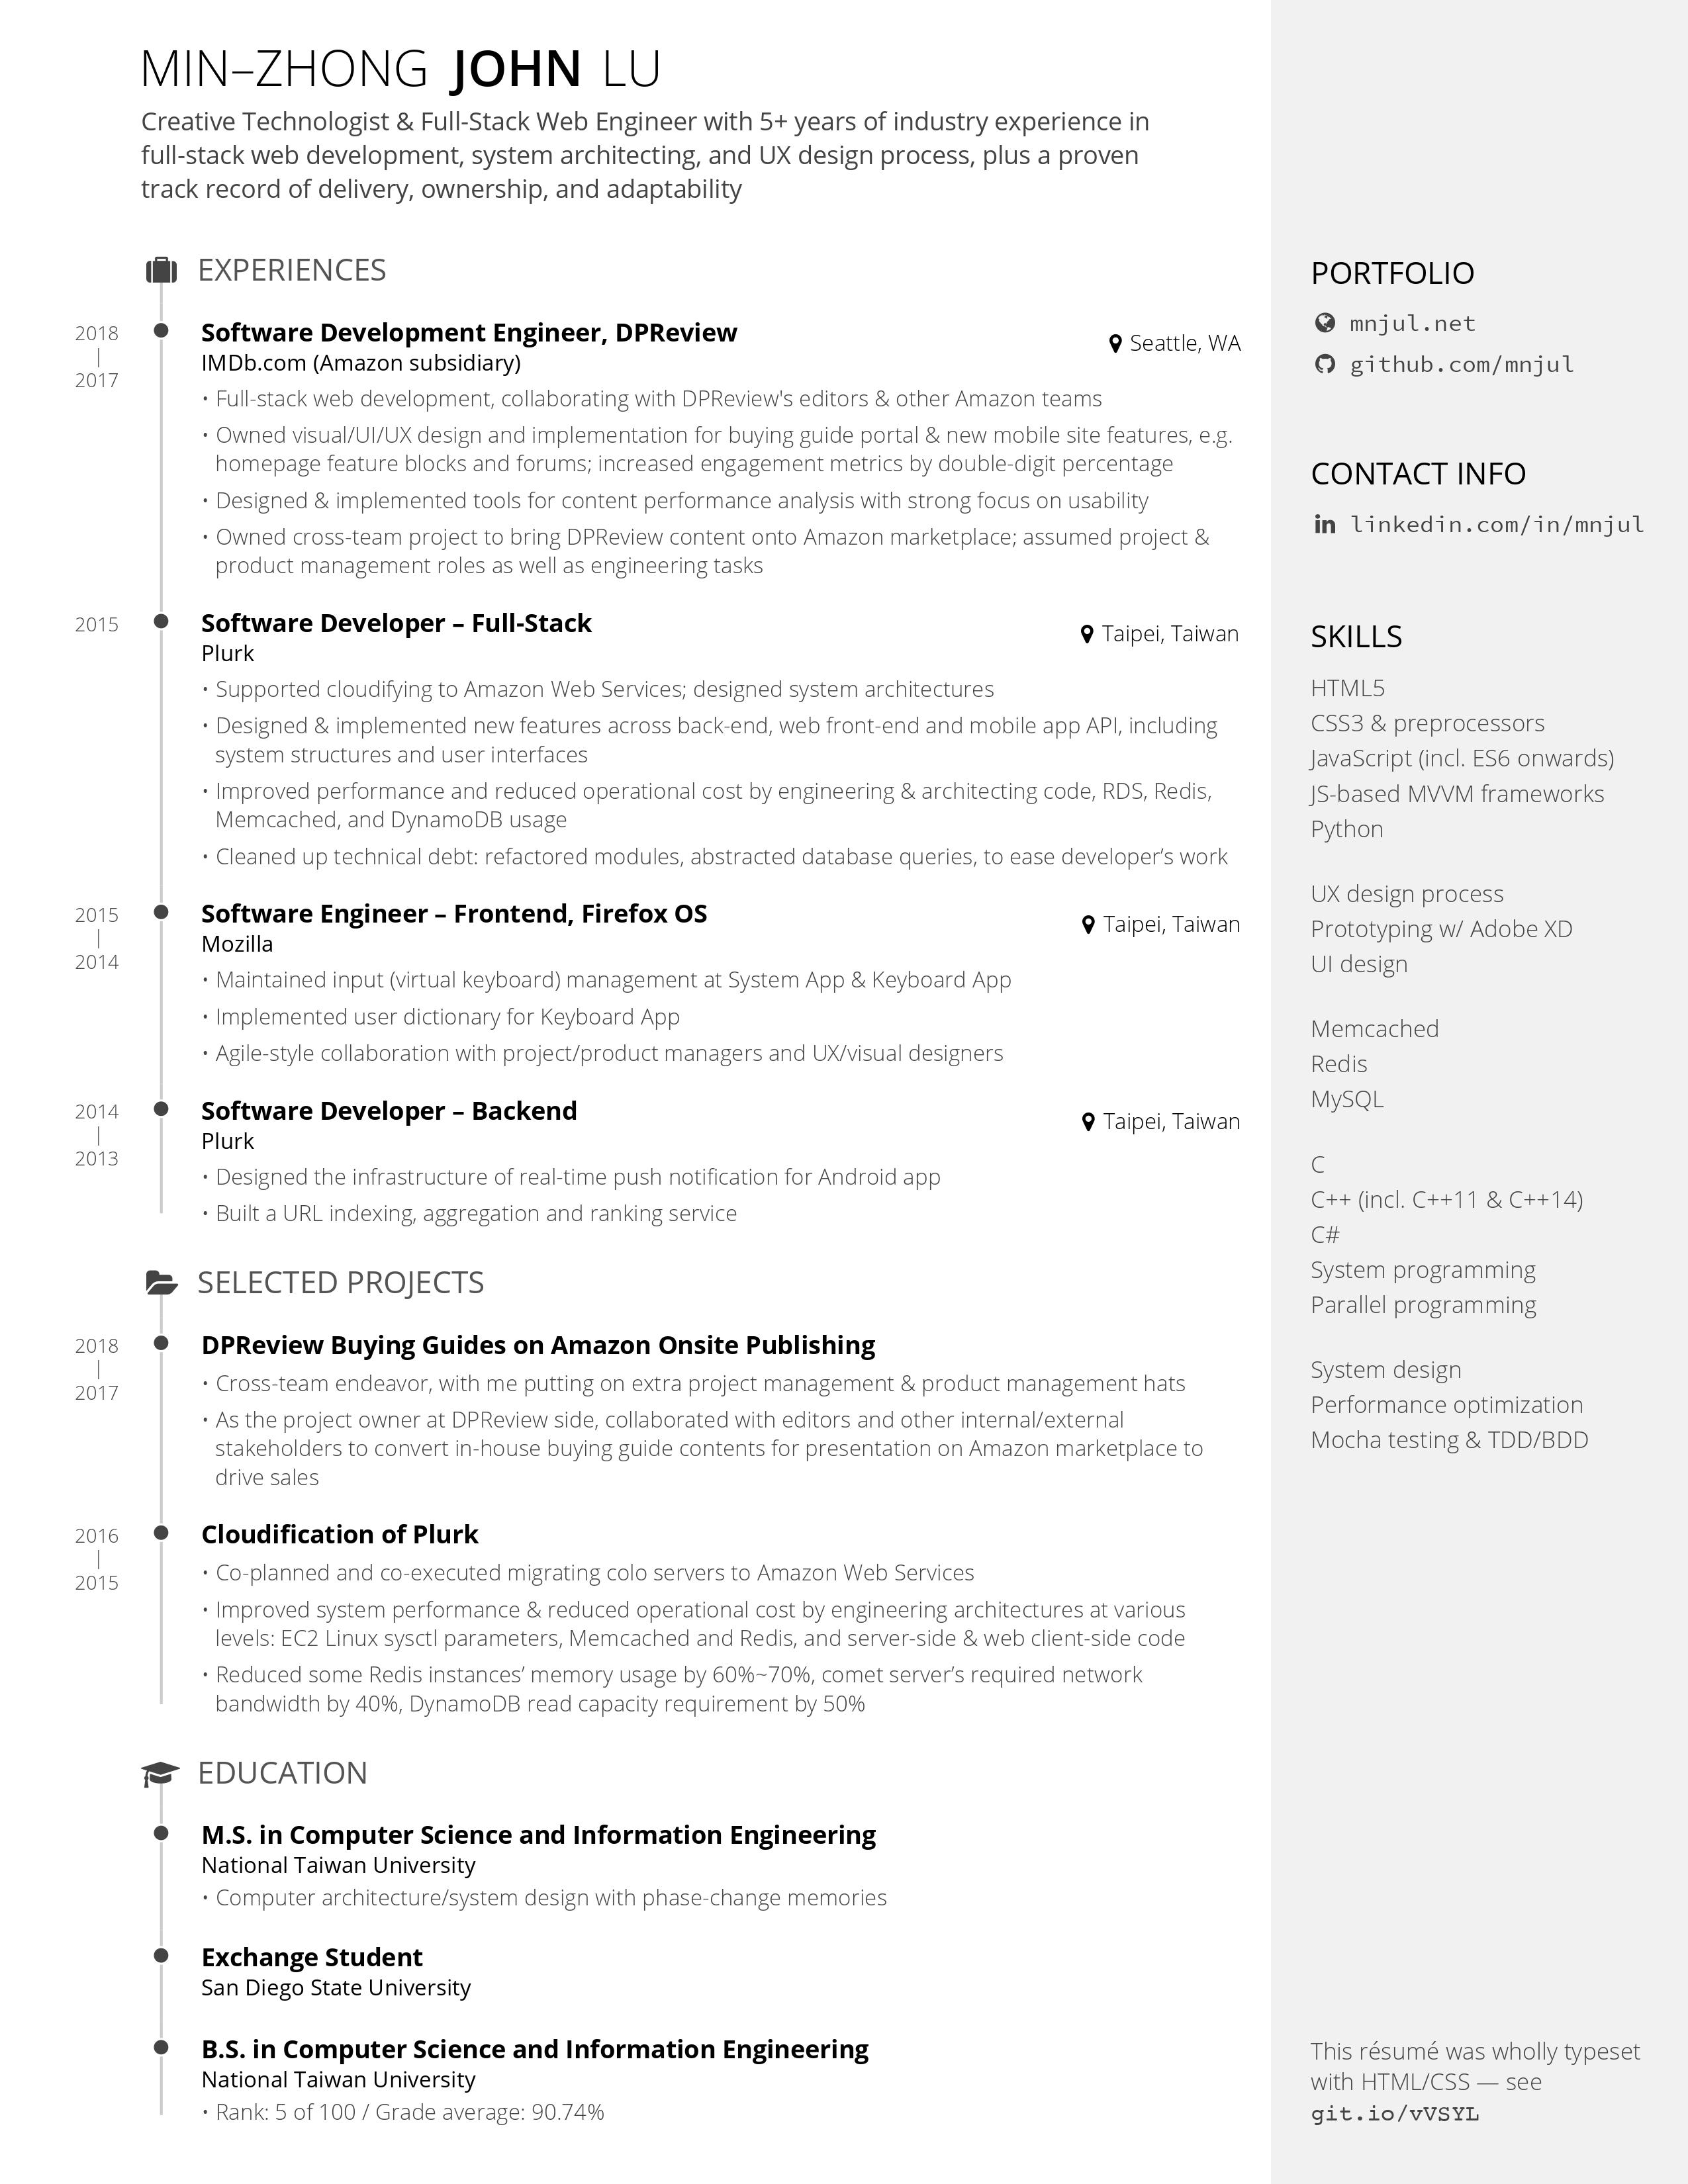 MIN–ZHONG JOHN LU
Creative Technologist & Full-Stack Web Engineer with 5+ years of industry experience in
full-stack web development, system architecting, and UX design process, plus a proven
track record of delivery, ownership, and adaptability
EXPERIENCES
2018
|
2017
Software Development Engineer, DPReview
Seattle, WA
IMDb.com (Amazon subsidiary)
• Full-stack web development, collaborating with DPReview's editors & other Amazon teams
• Owned visual/UI/UX design and implementation for buying guide portal & new mobile site features, e.g.
homepage feature blocks and forums; increased engagement metrics by double-digit percentage
• Designed & implemented tools for content performance analysis with strong focus on usability
• Owned cross-team project to bring DPReview content onto Amazon marketplace; assumed project &
product management roles as well as engineering tasks
2015
Software Developer – Full-Stack
Taipei, Taiwan
Plurk
• Supported cloudifying to Amazon Web Services; designed system architectures
• Designed & implemented new features across back-end, web front-end and mobile app API, including
system structures and user interfaces
• Improved performance and reduced operational cost by engineering & architecting code, RDS, Redis,
Memcached, and DynamoDB usage
• Cleaned up technical debt: refactored modules, abstracted database queries, to ease developer’s work
2015
|
2014
Software Engineer – Frontend, Firefox OS
Taipei, Taiwan
Mozilla
• Maintained input (virtual keyboard) management at System App & Keyboard App
• Implemented user dictionary for Keyboard App
• Agile-style collaboration with project/product managers and UX/visual designers
2014
|
2013
Software Developer – Backend
Taipei, Taiwan
Plurk
• Designed the infrastructure of real-time push notification for Android app
• Built a URL indexing, aggregation and ranking service
SELECTED PROJECTS
2018
|
2017
DPReview Buying Guides on Amazon Onsite Publishing
• Cross-team endeavor, with me putting on extra project management & product management hats
• As the project owner at DPReview side, collaborated with editors and other internal/external
stakeholders to convert in-house buying guide contents for presentation on Amazon marketplace to
drive sales
2016
|
2015
Cloudification of Plurk
• Co-planned and co-executed migrating colo servers to Amazon Web Services
• Improved system performance & reduced operational cost by engineering architectures at various
levels: EC2 Linux sysctl parameters, Memcached and Redis, and server-side & web client-side code
• Reduced some Redis instances’ memory usage by 60%~70%, comet server’s required network
bandwidth by 40%, DynamoDB read capacity requirement by 50%
EDUCATION
M.S. in Computer Science and Information Engineering
National Taiwan University
• Computer architecture/system design with phase-change memories
Exchange Student
San Diego State University
B.S. in Computer Science and Information Engineering
National Taiwan University
• Rank: 5 of 100 / Grade average: 90.74%
PORTFOLIO
mnjul.net
github.com/mnjul
CONTACT INFO
linkedin.com/in/mnjul
SKILLS
HTML5
CSS3 & preprocessors
JavaScript (incl. ES6 onwards)
JS-based MVVM frameworks
Python
UX design process
Prototyping w/ Adobe XD
UI design
Memcached
Redis
MySQL
C
C++ (incl. C++11 & C++14)
C#
System programming
Parallel programming
System design
Performance optimization
Mocha testing & TDD/BDD
This résumé was wholly typeset
with HTML/CSS — see
git.io/vVSYL